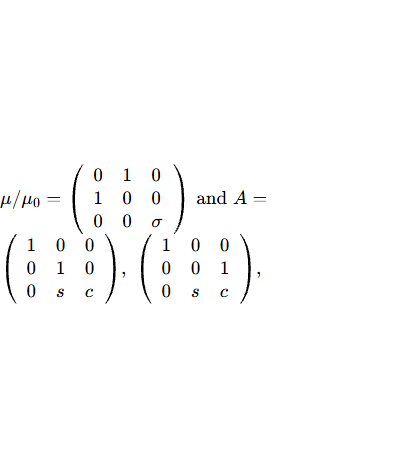 μ/μ₀ = ( 0 1 0 ; 1 0 0 ; 0 0 σ ) and A =
( 1 0 0 ; 0 1 0 ; 0 s c ), ( 1 0 0 ; 0 0 1 ; 0 s c ),